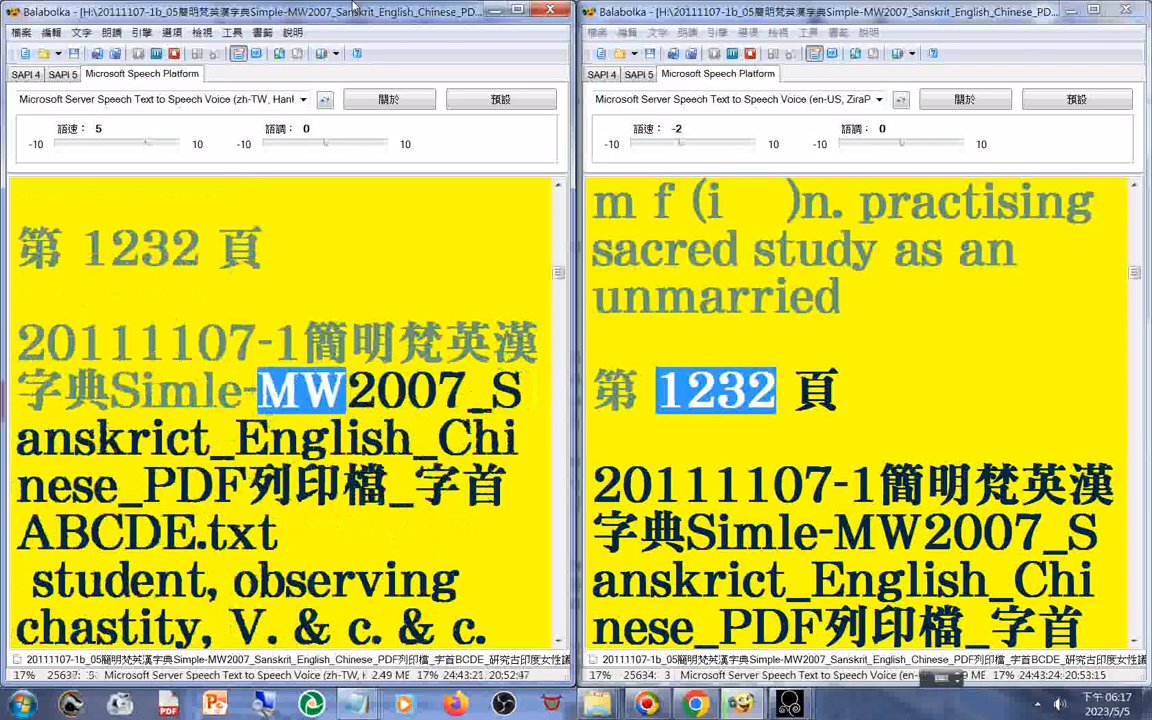 Balabolka - [H:\20111107-1b_05簡明梵英漢字典Simple-MW2007_Sanskrit_English_Chinese_PD...
檔案 編輯 文字 朗讀 引擎 選項 檢視 工具 書籤 說明
SAPI 4 SAPI 5 Microsoft Speech Platform
Microsoft Server Speech Text to Speech Voice (zh-TW, Hanl
關於 預設
語速： 5 語調： 0
-10 10 -10 10
第 1232 頁
20111107-1簡明梵英漢
字典Simle-MW2007_S
anskrict_English_Chi
nese_PDF列印檔_字首
ABCDE.txt
student, observing
chastity, V. & c. & c.
20111107-1b_05簡明梵英漢字典Simple-MW2007_Sanskrit_English_Chinese_PDF列印檔_字首BCDE_研究古印度女性議
17% Microsoft Server Speech Text to Speech Voice (zh-TW, H 2.49 ME 17% 24:43:21 20:52:47
Balabolka - [H:\20111107-1b_05簡明梵英漢字典Simple-MW2007_Sanskrit_English_Chinese_PD...
檔案 編輯 文字 朗讀 引擎 選項 檢視 工具 書籤 說明
SAPI 4 SAPI 5 Microsoft Speech Platform
Microsoft Server Speech Text to Speech Voice (en-US, ZiraP
關於 預設
語速： -2 語調： 0
-10 10 -10 10
m f (i )n. practising
sacred study as an
unmarried
第 1232 頁
20111107-1簡明梵英漢
字典Simle-MW2007_S
anskrict_English_Chi
nese_PDF列印檔_字首
20111107-1b_05簡明梵英漢字典Simple-MW2007_Sanskrit_English_Chinese_PDF列印檔_字首BCDE_研究古印度女性議
17% Microsoft Server Speech Text to Speech Voice (en-US, 17% 24:43:24 20:53:15
下午 06:17
2023/5/5